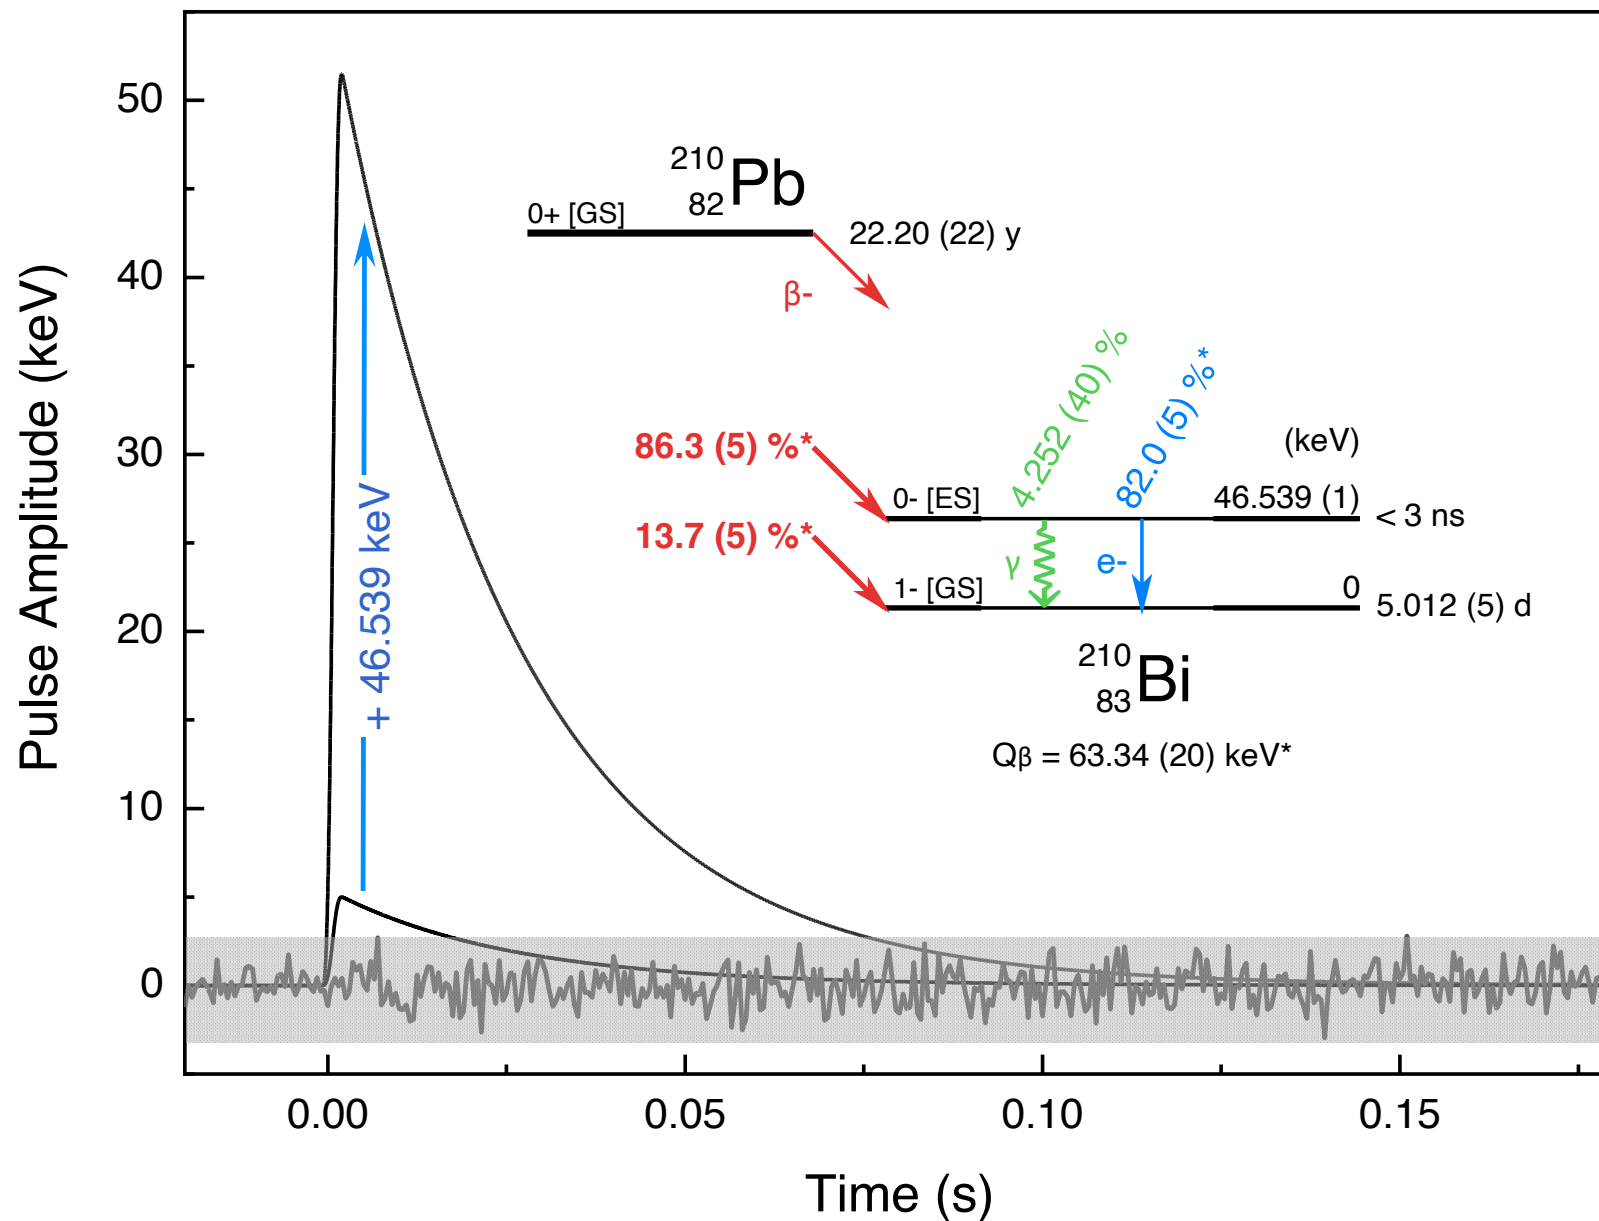 Pulse Amplitude (keV)
50
40
30
20
10
0
+ 46.539 keV
210
82 Pb
0+ [GS]
22.20 (22) y
β-
4.252 (40) %
82.0 (5) %*
86.3 (5) %*
(keV)
0- [ES]
46.539 (1)
< 3 ns
13.7 (5) %*
γ
e-
1- [GS]
0
5.012 (5) d
210
83 Bi
Qβ = 63.34 (20) keV*
0.00
0.05
0.10
0.15
Time (s)